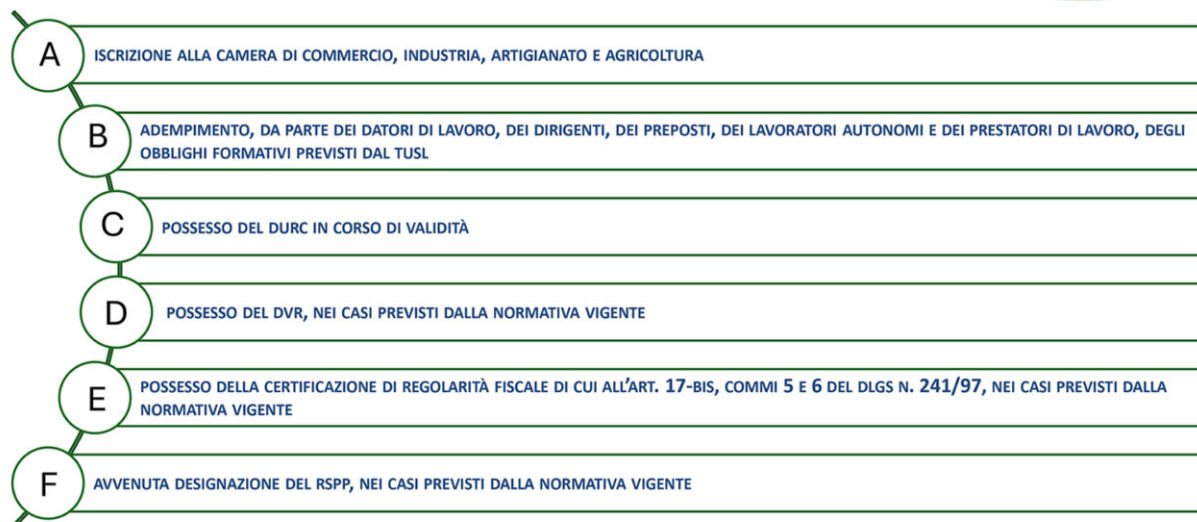 A
ISCRIZIONE ALLA CAMERA DI COMMERCIO, INDUSTRIA, ARTIGIANATO E AGRICOLTURA
B
ADEMPIMENTO, DA PARTE DEI DATORI DI LAVORO, DEI DIRIGENTI, DEI PREPOSTI, DEI LAVORATORI AUTONOMI E DEI PRESTATORI DI LAVORO, DEGLI
OBBLIGHI FORMATIVI PREVISTI DAL TUSL
C
POSSESSO DEL DURC IN CORSO DI VALIDITÀ
D
POSSESSO DEL DVR, NEI CASI PREVISTI DALLA NORMATIVA VIGENTE
E
POSSESSO DELLA CERTIFICAZIONE DI REGOLARITÀ FISCALE DI CUI ALL'ART. 17-BIS, COMMI 5 E 6 DEL DLGS N. 241/97, NEI CASI PREVISTI DALLA
NORMATIVA VIGENTE
F
AVVENUTA DESIGNAZIONE DEL RSPP, NEI CASI PREVISTI DALLA NORMATIVA VIGENTE